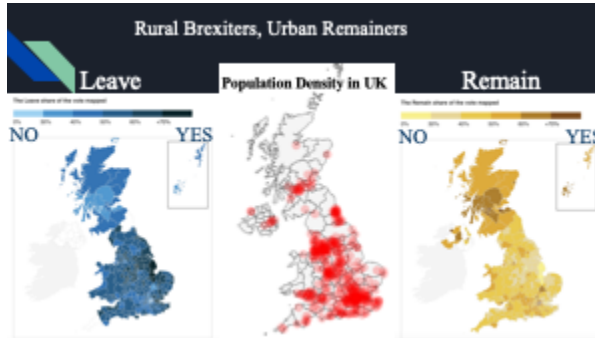 Rural Brexiters, Urban Remainers
Leave
Population Density in UK
Remain
The Leave share of the vote mapped
NO
YES
The Remain share of the vote mapped
NO
YES